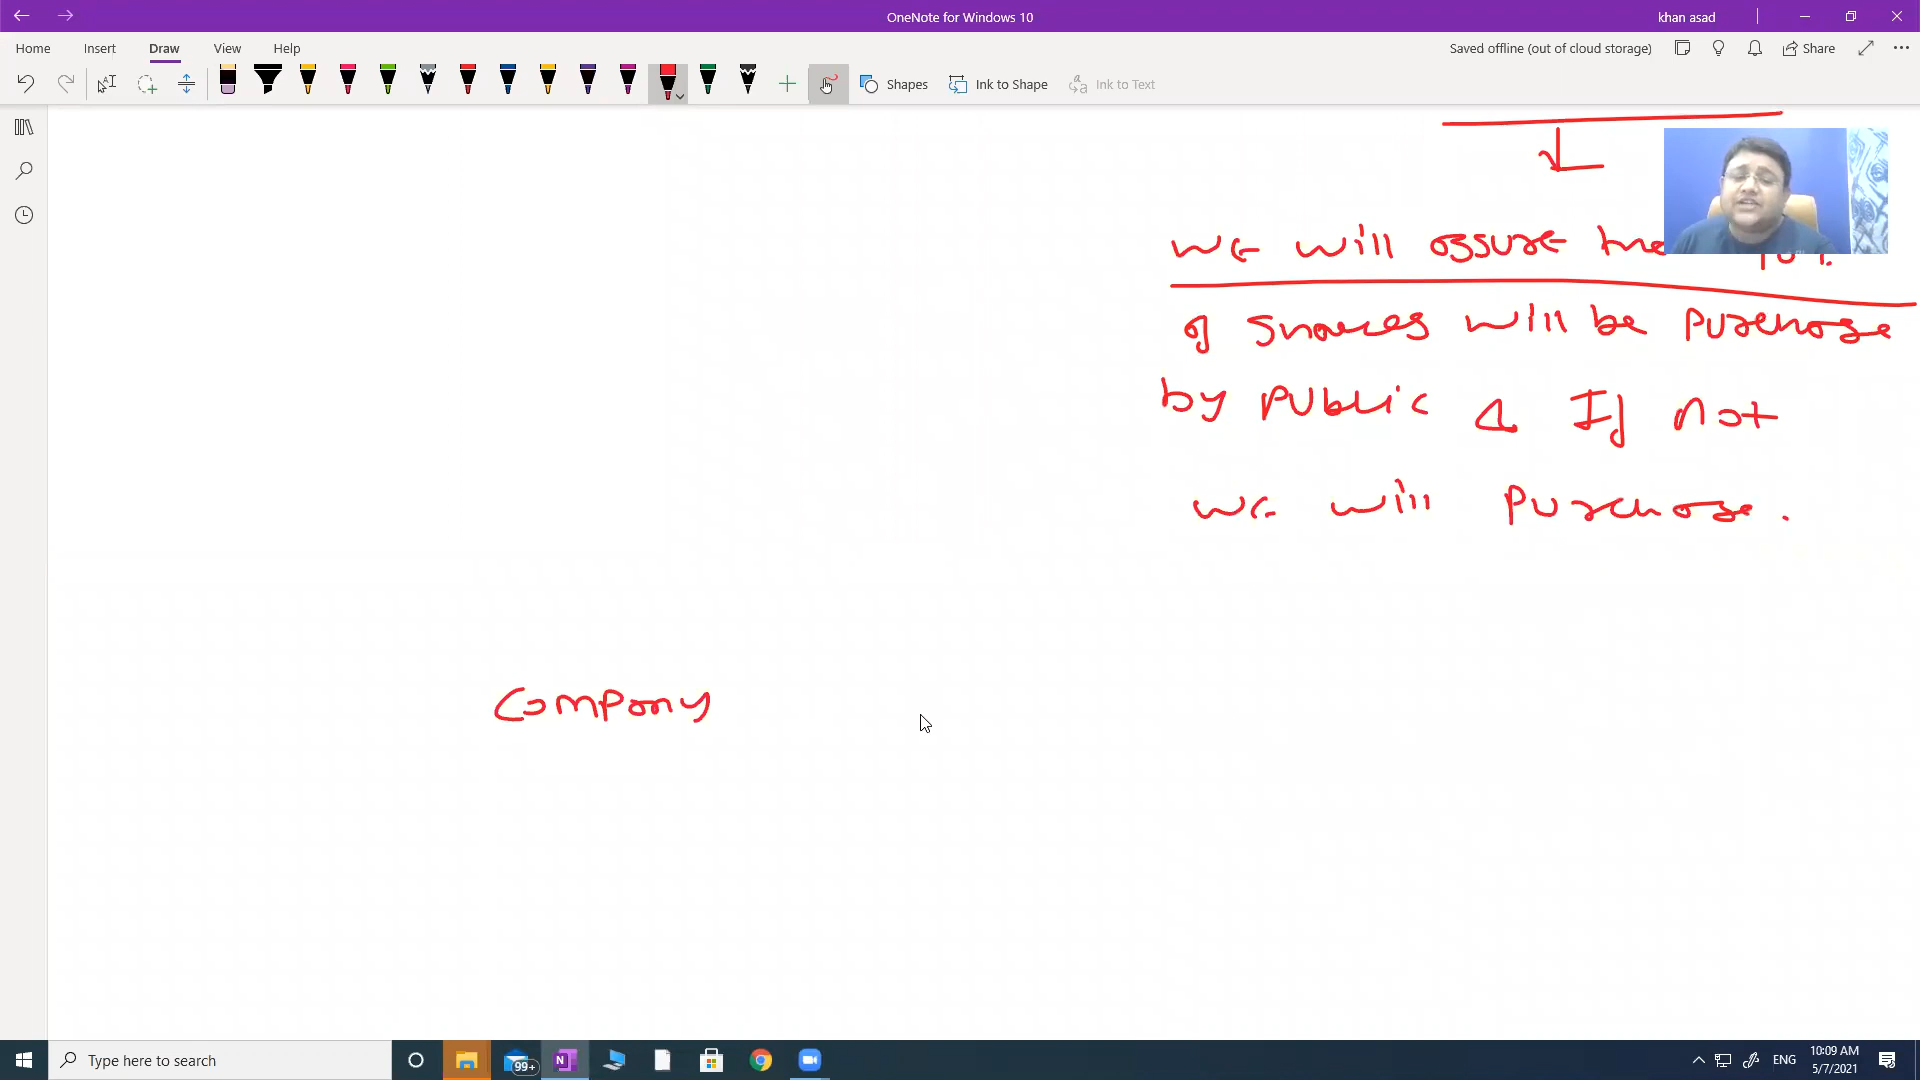 OneNote for Windows 10
khan asad
Home Insert Draw View Help
Saved offline (out of cloud storage)
Share
Shapes
Ink to Shape
Ink to Text
we will assure
of shares will be purchase
by public & If not
we will purchase.
company
Type here to search
99+
ENG
10:09 AM
5/7/2021